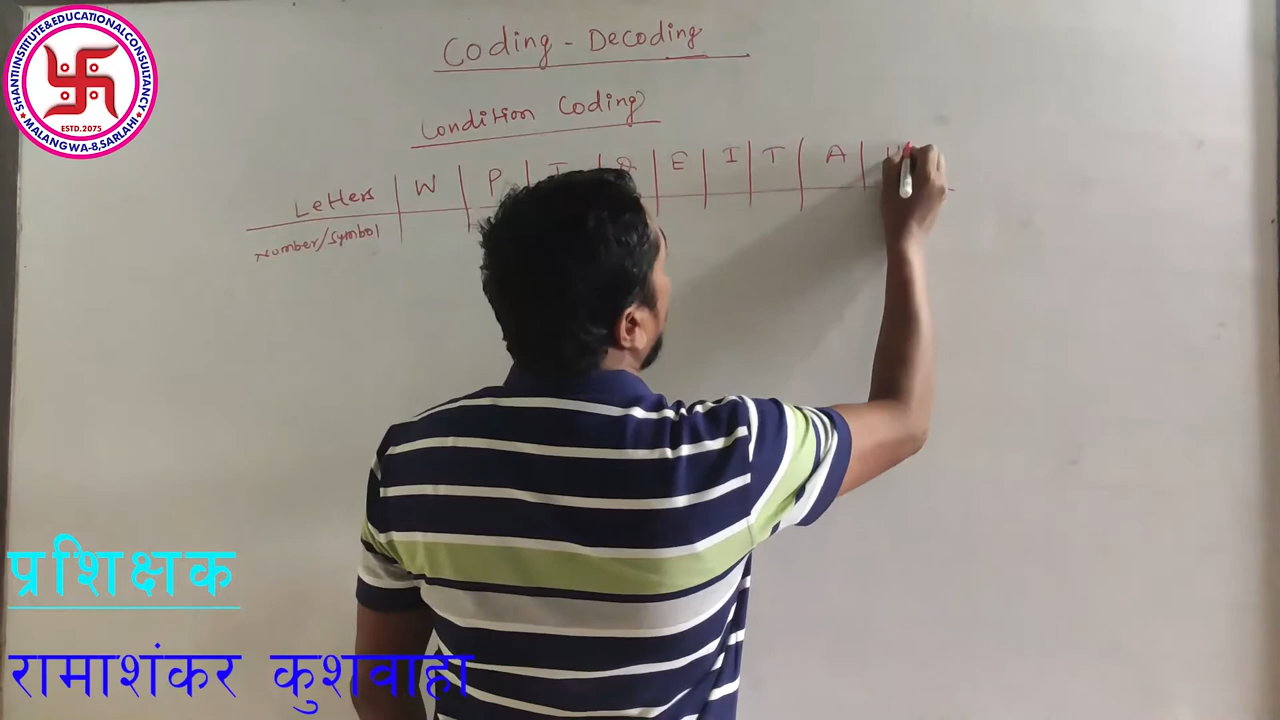 SHANTI INSTITUTE & EDUCATIONAL CONSULTANCY
ESTD.2075
★ MALANGWA-8, SARLAHI ★
Coding - Decoding
Condition Coding
Letters W P E I T A
Number/Symbol
प्रशिक्षक
रामाशंकर कुशवाहा